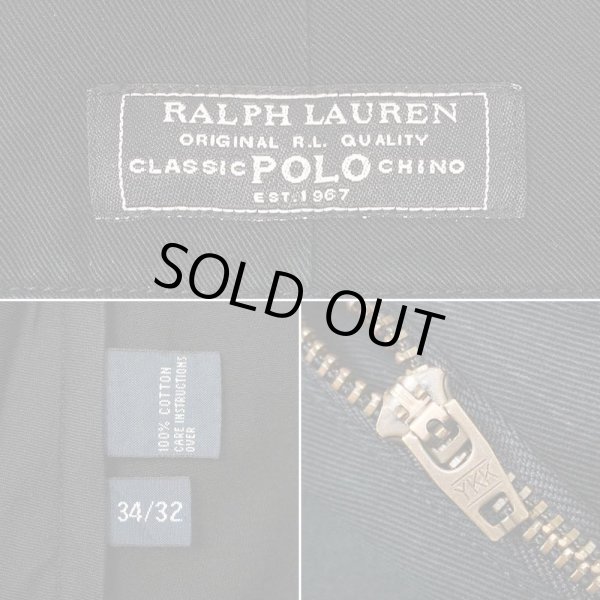 RALPH LAUREN
ORIGINAL R.L. QUALITY
CLASSIC POLO CHINO
EST. 1967
SOLD OUT
100% COTTON
CARE INSTRUCTIONS
OVER
34/32
YKK